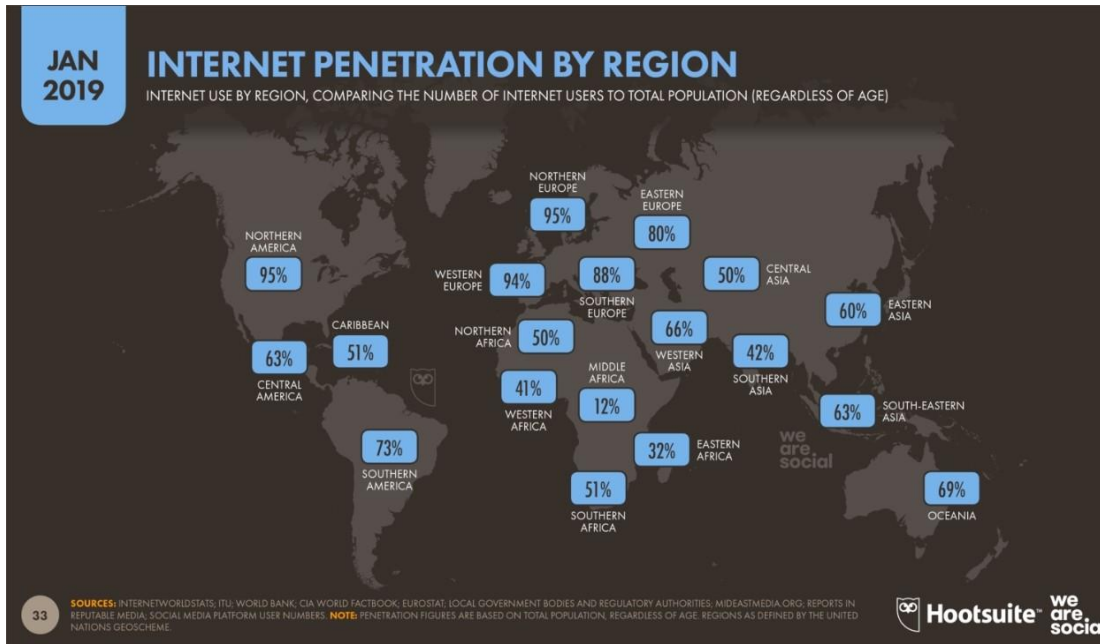 JAN
2019
INTERNET PENETRATION BY REGION
INTERNET USE BY REGION, COMPARING THE NUMBER OF INTERNET USERS TO TOTAL POPULATION (REGARDLESS OF AGE)
NORTHERN
EUROPE
95%
EASTERN
EUROPE
80%
NORTHERN
AMERICA
95%
WESTERN
EUROPE
94%
88%
SOUTHERN
EUROPE
50%
CENTRAL
ASIA
60%
EASTERN
ASIA
CARIBBEAN
51%
NORTHERN
AFRICA
50%
66%
WESTERN
ASIA
42%
SOUTHERN
ASIA
63%
CENTRAL
AMERICA
41%
WESTERN
AFRICA
MIDDLE
AFRICA
12%
63%
SOUTH-EASTERN
ASIA
73%
SOUTHERN
AMERICA
32%
EASTERN
AFRICA
we
are
social
51%
SOUTHERN
AFRICA
69%
OCEANIA
33
SOURCES: INTERNETWORLDSTATS; ITU; WORLD BANK; CIA WORLD FACTBOOK; EUROSTAT; LOCAL GOVERNMENT BODIES AND REGULATORY AUTHORITIES; MIDEASTMEDIA.ORG; REPORTS IN
REPUTABLE MEDIA; SOCIAL MEDIA PLATFORM USER NUMBERS. NOTE: PENETRATION FIGURES ARE BASED ON TOTAL POPULATION, REGARDLESS OF AGE. REGIONS AS DEFINED BY THE UNITED
NATIONS GEOSCHEME.
Hootsuite™
we
are
social